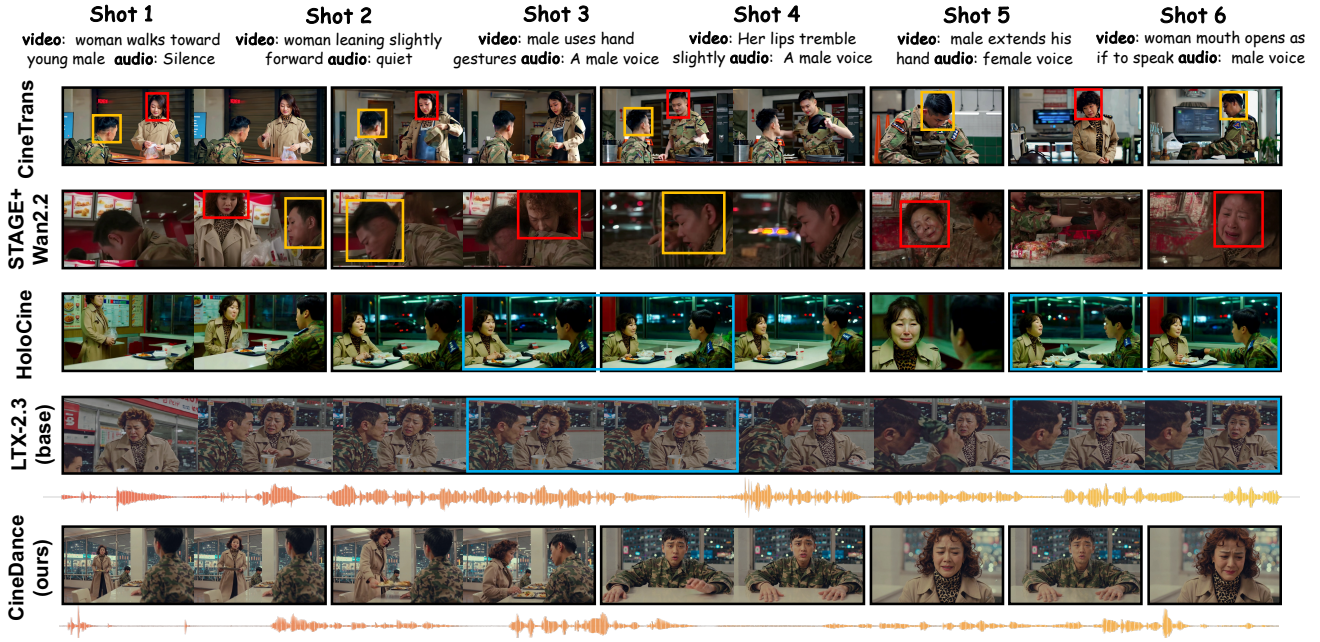 Shot 1 Shot 2 Shot 3 Shot 4 Shot 5 Shot 6
video: woman walks toward
young male audio: Silence
video: woman leaning slightly
forward audio: quiet
video: male uses hand
gestures audio: A male voice
video: Her lips tremble
slightly audio: A male voice
video: male extends his
hand audio: female voice
video: woman mouth opens as
if to speak audio: male voice
CineTrans
STAGE+
Wan2.2
HoloCine
LTX-2.3
(base)
CineDance
(ours)